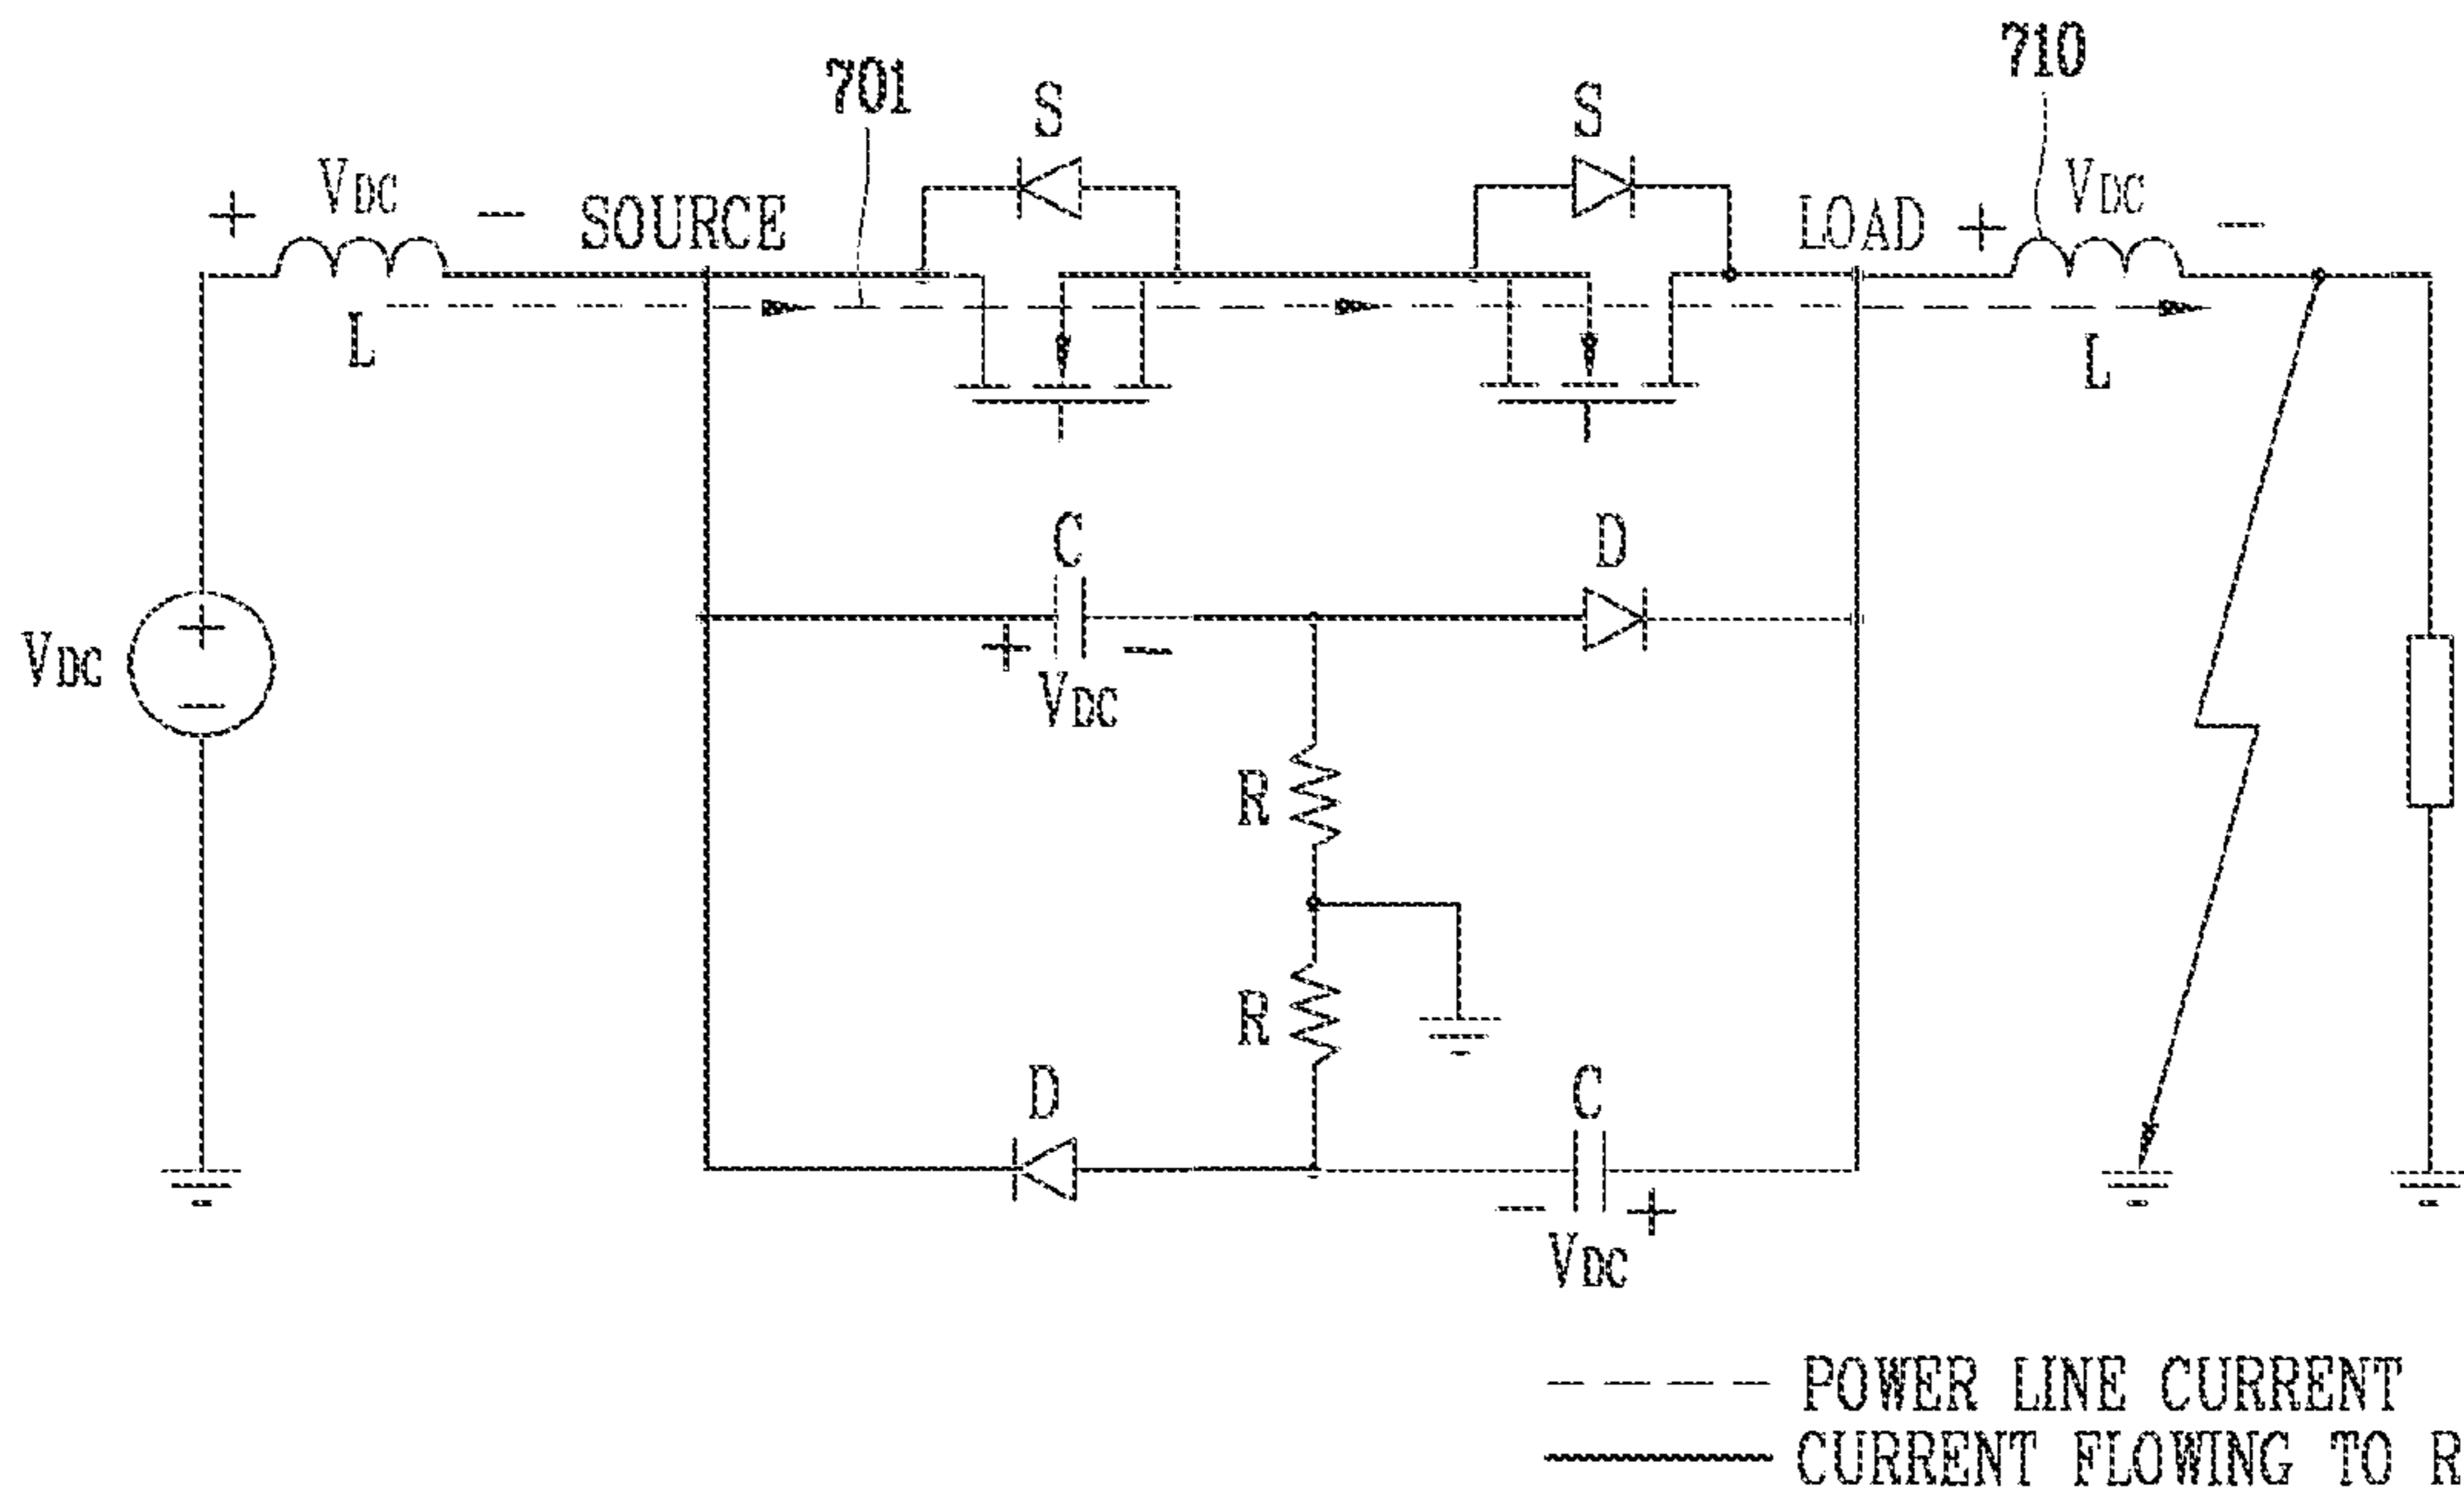 710
701
S
S
+ VDC −
SOURCE
LOAD
+ VDC −
L
L
C
D
VDC
+
−
+ −
VDC
R
R
D
C
− +
VDC
POWER LINE CURRENT
CURRENT FLOWING TO R